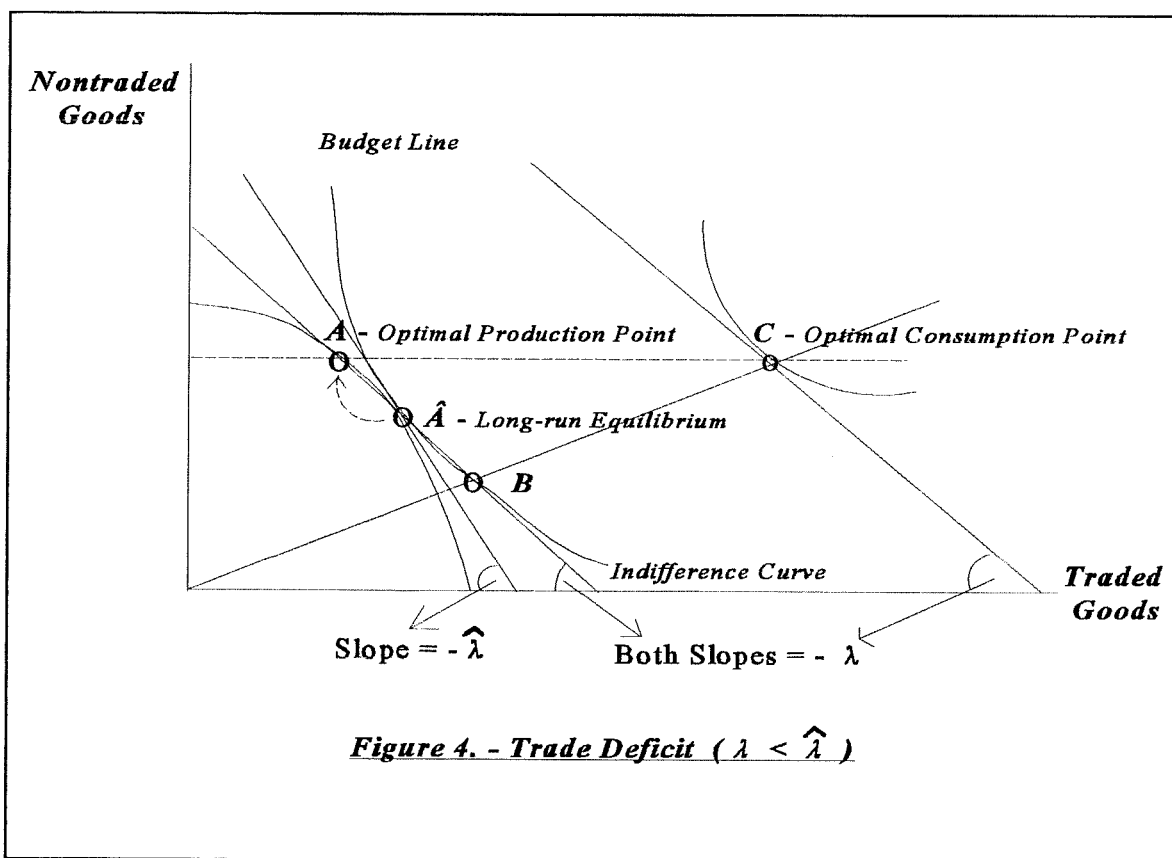 Nontraded
Goods
Budget Line
A - Optimal Production Point
C - Optimal Consumption Point
Â - Long-run Equilibrium
B
Indifference Curve
Traded
Goods
Slope = - λ̂
Both Slopes = - λ
Figure 4. - Trade Deficit ( λ < λ̂ )